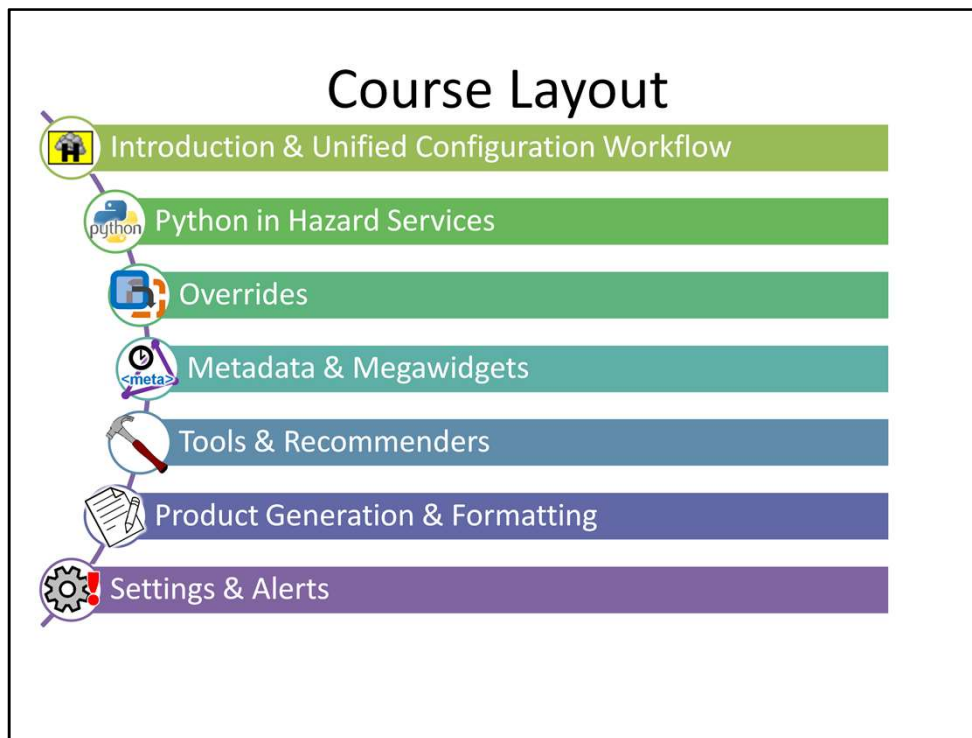 Course Layout
H
Introduction & Unified Configuration Workflow
python
Python in Hazard Services
Overrides
<meta>
Metadata & Megawidgets
Tools & Recommenders
Product Generation & Formatting
!
Settings & Alerts